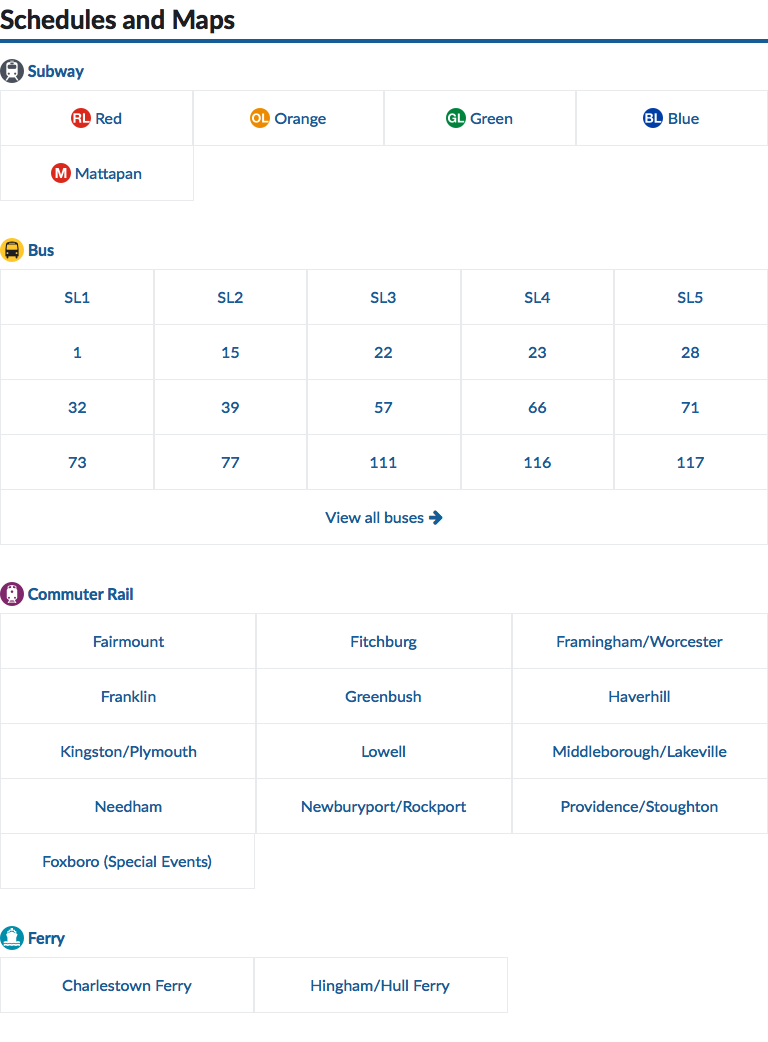 Schedules and Maps
Subway
RL Red OL Orange GL Green BL Blue
M Mattapan
Bus
SL1 SL2 SL3 SL4 SL5
1 15 22 23 28
32 39 57 66 71
73 77 111 116 117
View all buses
Commuter Rail
Fairmount Fitchburg Framingham/Worcester
Franklin Greenbush Haverhill
Kingston/Plymouth Lowell Middleborough/Lakeville
Needham Newburyport/Rockport Providence/Stoughton
Foxboro (Special Events)
Ferry
Charlestown Ferry Hingham/Hull Ferry